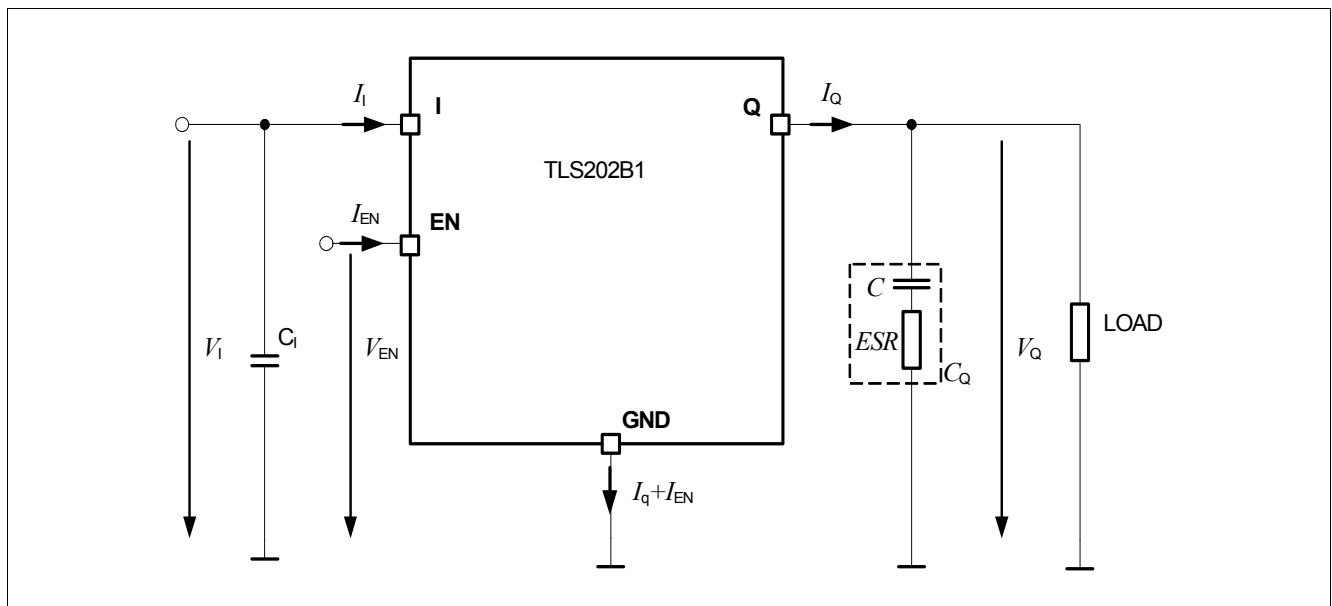 I_I
I
Q
I_Q
TLS202B1
I_EN
EN
C
V_I
C_I
V_EN
ESR
V_Q
LOAD
C_Q
GND
I_q+I_EN